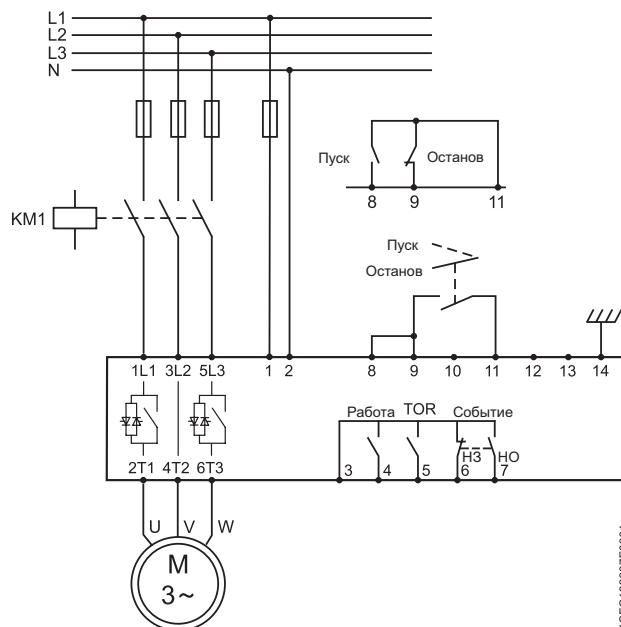 L1
L2
L3
N
Пуск
Останов
8 9 11
KM1
Пуск
Останов
1L1 3L2 5L3 1 2 8 9 10 11 12 13 14
Работа TOR Событие
НЗ НО
2T1 4T2 6T3 3 4 5 6 7
U V W
M
3~